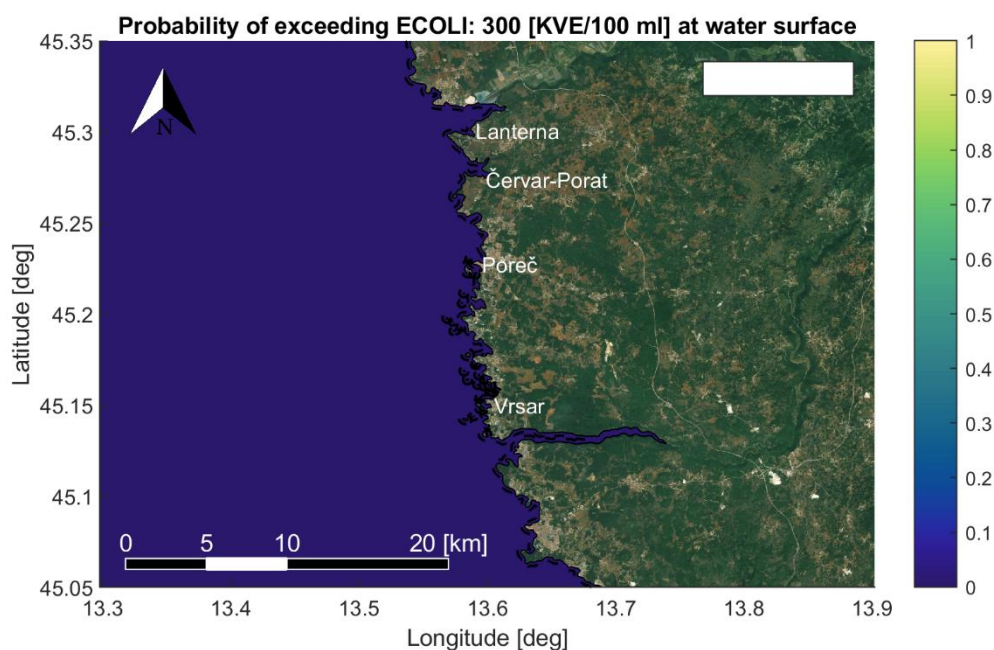 Probability of exceeding ECOLI: 300 [KVE/100 ml] at water surface
45.35
45.3
45.25
45.2
45.15
45.1
45.05
Latitude [deg]
N
Lanterna
Červar-Porat
Poreč
Vrsar
0 5 10 20 [km]
13.3 13.4 13.5 13.6 13.7 13.8 13.9
Longitude [deg]
1
0.9
0.8
0.7
0.6
0.5
0.4
0.3
0.2
0.1
0